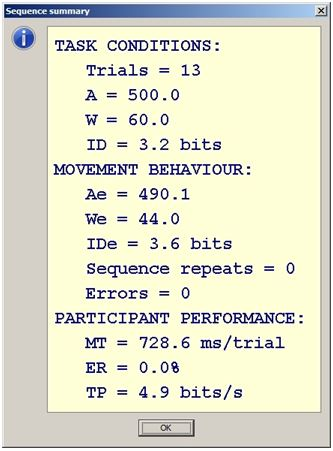 Sequence summary
TASK CONDITIONS:
Trials = 13
A = 500.0
W = 60.0
ID = 3.2 bits
MOVEMENT BEHAVIOUR:
Ae = 490.1
We = 44.0
IDe = 3.6 bits
Sequence repeats = 0
Errors = 0
PARTICIPANT PERFORMANCE:
MT = 728.6 ms/trial
ER = 0.0%
TP = 4.9 bits/s
OK